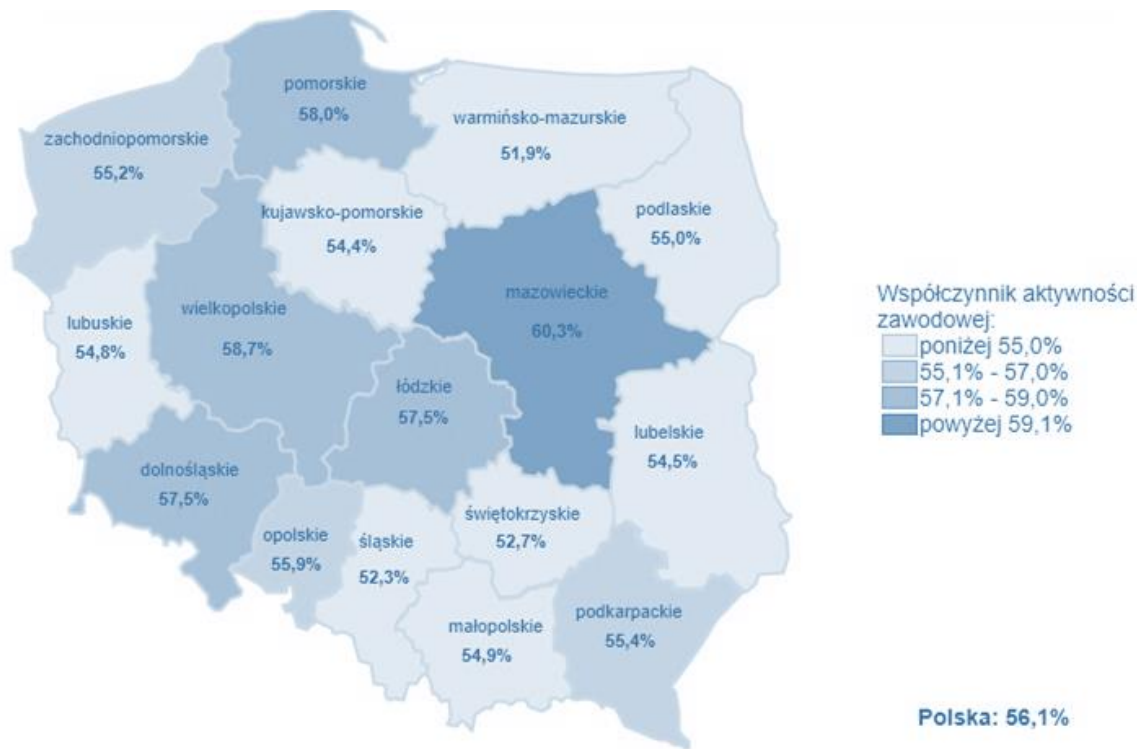 pomorskie
58,0%
zachodniopomorskie
55,2%
warmińsko-mazurskie
51,9%
kujawsko-pomorskie
54,4%
podlaskie
55,0%
mazowieckie
60,3%
wielkopolskie
58,7%
lubuskie
54,8%
łódzkie
57,5%
lubelskie
54,5%
dolnośląskie
57,5%
opolskie
55,9%
śląskie
52,3%
świętokrzyskie
52,7%
małopolskie
54,9%
podkarpackie
55,4%
Współczynnik aktywności
zawodowej:
poniżej 55,0%
55,1% - 57,0%
57,1% - 59,0%
powyżej 59,1%
Polska: 56,1%